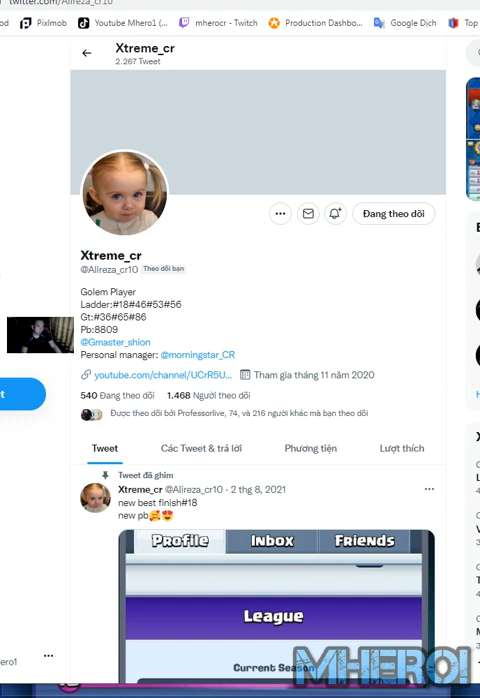 twitter.com/Alireza_cr10
Pixlmod
Youtube Mhero1 (...
mherocr - Twitch
Production Dashbo...
Google Dịch
Top
Xtreme_cr
2.267 Tweet
Đang theo dõi
Xtreme_cr
@Alireza_cr10 Theo dõi bạn
Golem Player
Ladder:#18#46#53#56
Gt:#36#65#86
Pb:8809
@Gmaster_shion
Personal manager: @morningstar_CR
youtube.com/channel/UCrR5U... Tham gia tháng 11 năm 2020
540 Đang theo dõi 1.468 Người theo dõi
Được theo dõi bởi Professorlive, 74, và 216 người khác mà bạn theo dõi
Tweet Các Tweet & trả lời Phương tiện Lượt thích
Tweet đã ghim
Xtreme_cr @Alireza_cr10 · 2 thg 8, 2021
new best finish#18
new pb🥰😍
Profile Inbox Friends
League
Current Season
MHERO!